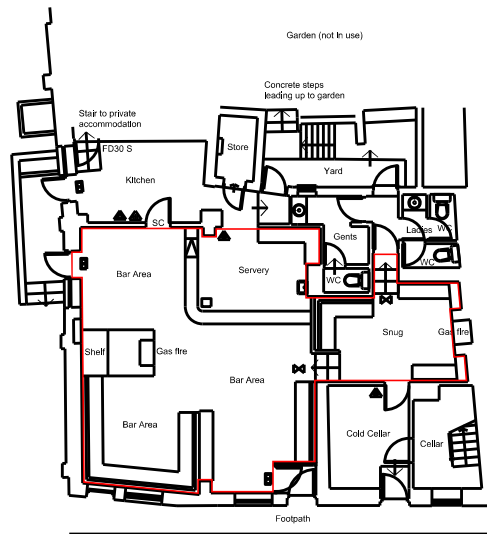 Garden (not In use)
Concrete steps
leading up to garden
Stair to private
accommodation
FD30 S
Store
Yard
KItchen
SC
Ladies
WC
Gents
WC
WC
Bar Area
Servery
Snug
Gas fIre
Shelf
Gas fIre
Bar Area
Bar Area
Cold Cellar
Cellar
Footpath